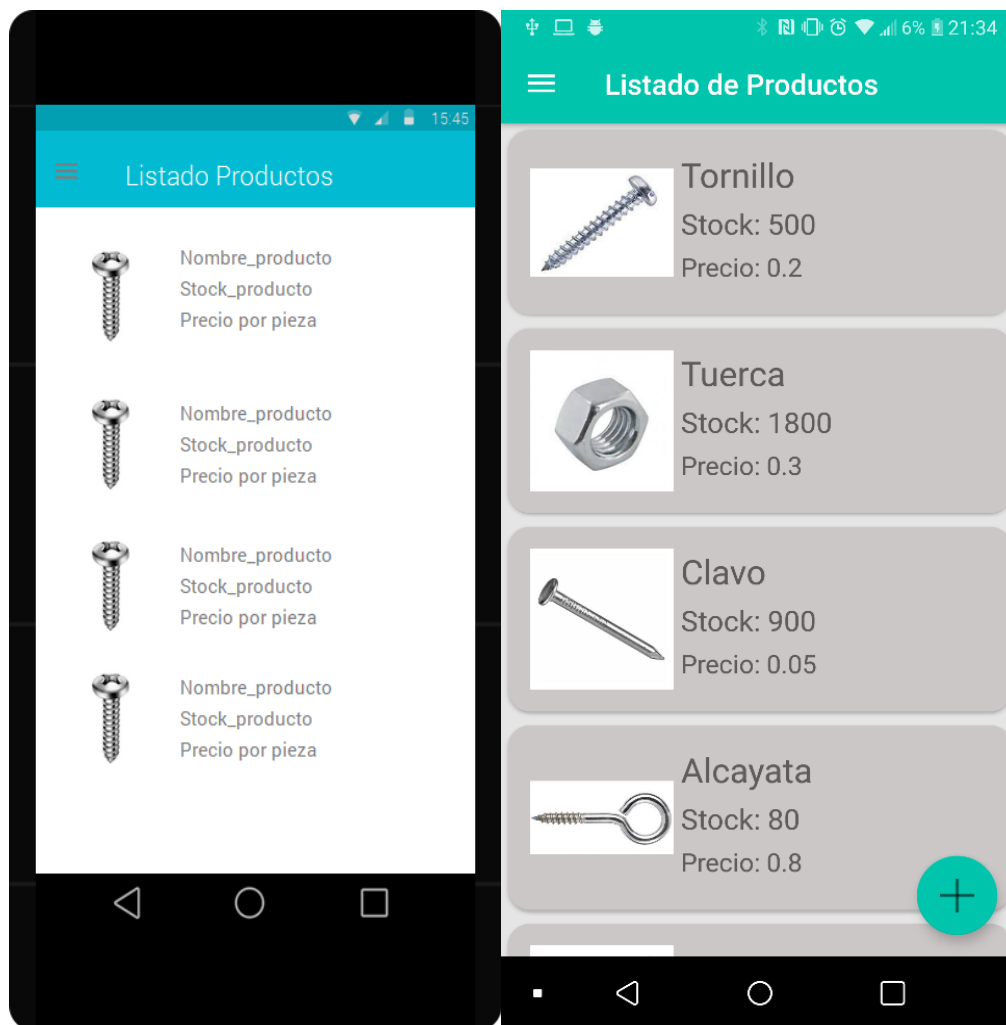 15:45
Listado Productos
Nombre_producto
Stock_producto
Precio por pieza
Nombre_producto
Stock_producto
Precio por pieza
Nombre_producto
Stock_producto
Precio por pieza
Nombre_producto
Stock_producto
Precio por pieza
6% 21:34
Listado de Productos
Tornillo
Stock: 500
Precio: 0.2
Tuerca
Stock: 1800
Precio: 0.3
Clavo
Stock: 900
Precio: 0.05
Alcayata
Stock: 80
Precio: 0.8